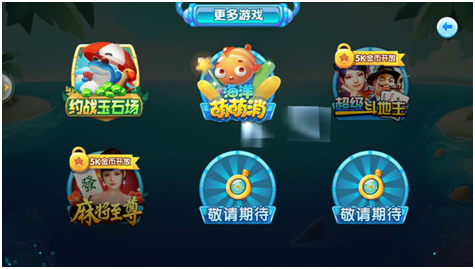 更多游戏
约战玉石场
海洋
萌萌消
5K金币开放
超级斗地主
5K金币开放
發
麻将至尊
敬请期待
敬请期待